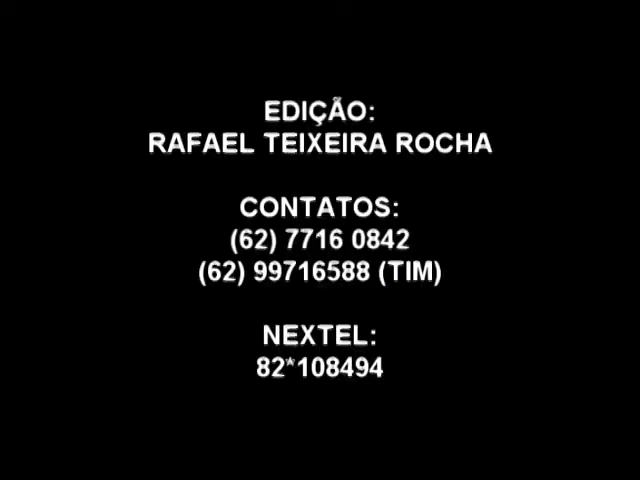 EDIÇÃO:
RAFAEL TEIXEIRA ROCHA
CONTATOS:
(62) 7716 0842
(62) 99716588 (TIM)
NEXTEL:
82*108494